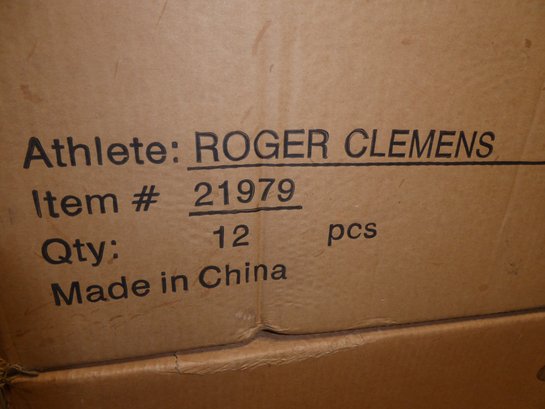 Athlete: ROGER CLEMENS
Item # 21979
Qty: 12 pcs
Made in China